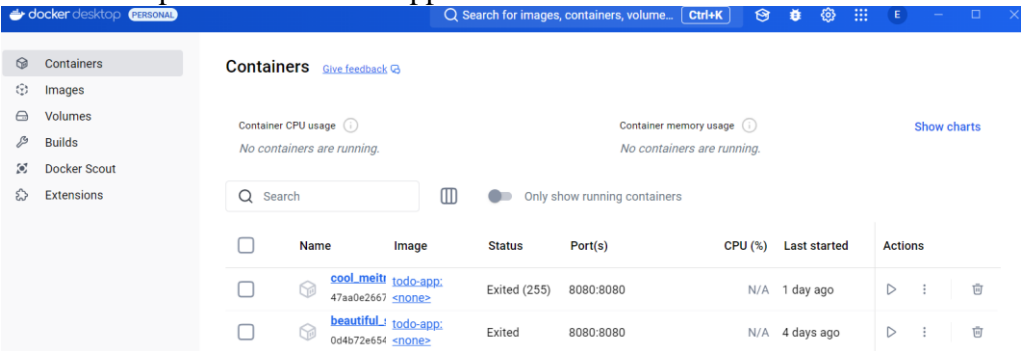 docker desktop PERSONAL Search for images, containers, volume... Ctrl+K E
Containers
Images
Volumes
Builds
Docker Scout
Extensions
Containers Give feedback
Container CPU usage
No containers are running.
Container memory usage
No containers are running.
Show charts
Search Only show running containers
Name Image Status Port(s) CPU (%) Last started Actions
cool_meit todo-app: Exited (255) 8080:8080 N/A 1 day ago
47aa0e2667 <none>
beautiful_ todo-app: Exited 8080:8080 N/A 4 days ago
0d4b72e654 <none>